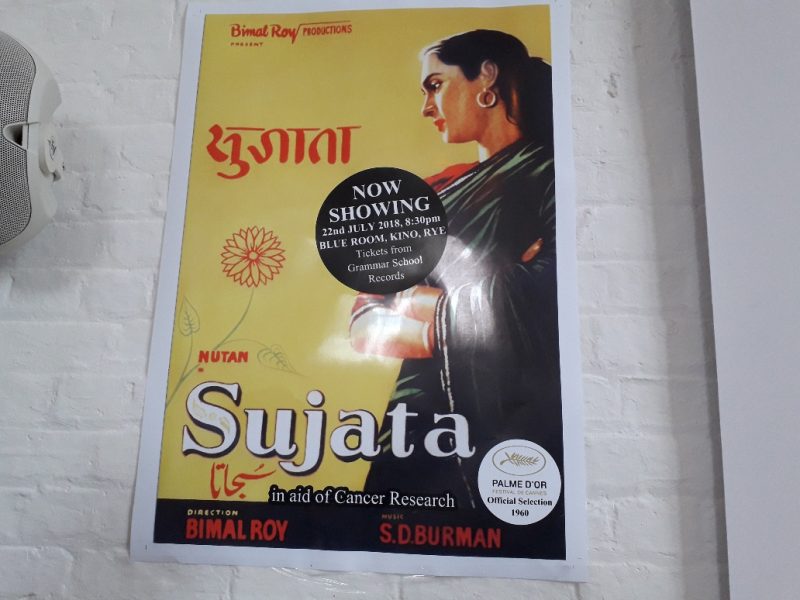 Bimal Roy PRODUCTIONS
PRESENT
सुजाता
NOW
SHOWING
22nd JULY 2018, 8:30pm
BLUE ROOM, KINO, RYE
Tickets from
Grammar School
Records
NUTAN
Sujata
سُجاتا
in aid of Cancer Research
PALME D'OR
FESTIVAL DE CANNES
Official Selection
1960
DIRECTION
BIMAL ROY
MUSIC
S.D.BURMAN